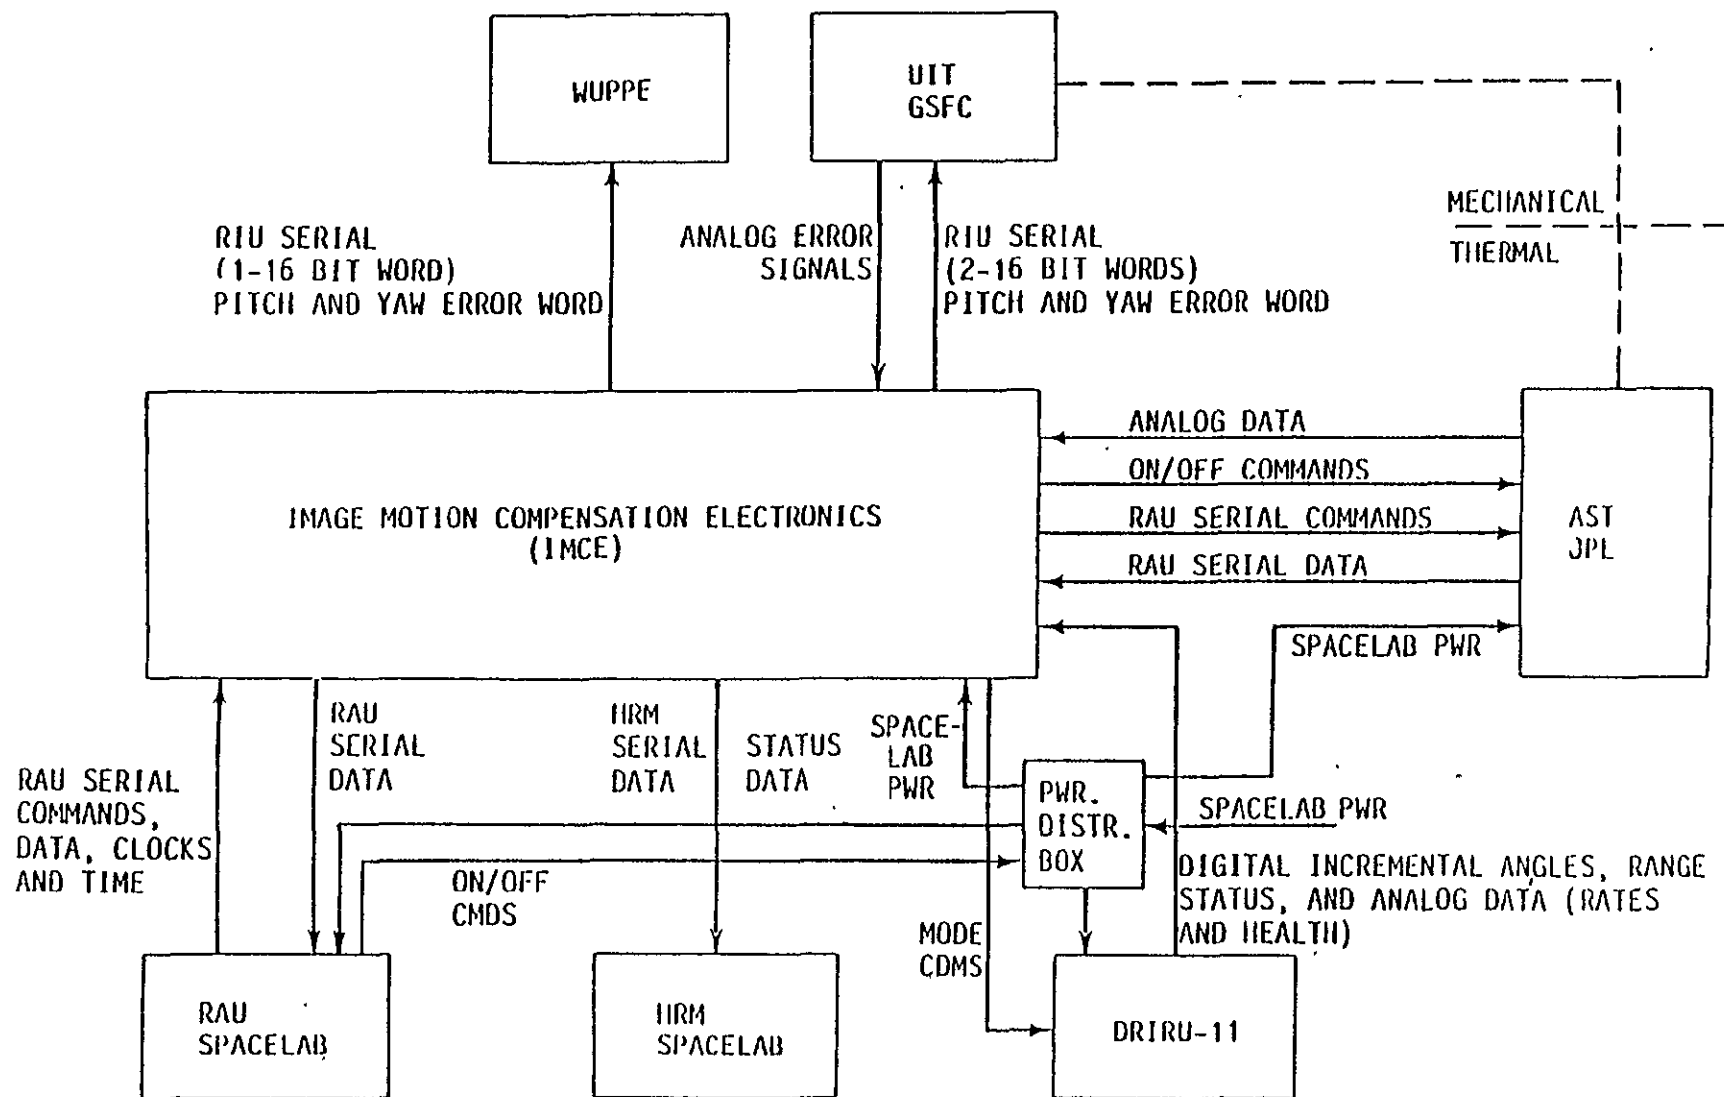 WUPPE
UIT
GSFC
MECHANICAL
THERMAL
RIU SERIAL
(1-16 BIT WORD)
PITCH AND YAW ERROR WORD
ANALOG ERROR
SIGNALS
RIU SERIAL
(2-16 BIT WORDS)
PITCH AND YAW ERROR WORD
IMAGE MOTION COMPENSATION ELECTRONICS
(IMCE)
ANALOG DATA
ON/OFF COMMANDS
RAU SERIAL COMMANDS
RAU SERIAL DATA
AST
JPL
SPACELAB PWR
RAU SERIAL
COMMANDS,
DATA, CLOCKS
AND TIME
RAU
SERIAL
DATA
HRM
SERIAL
DATA
STATUS
DATA
SPACE-
LAB
PWR
PWR.
DISTR.
BOX
SPACELAB PWR
ON/OFF
CMDS
MODE
CDMS
DIGITAL INCREMENTAL ANGLES, RANGE
STATUS, AND ANALOG DATA (RATES
AND HEALTH)
RAU
SPACELAB
HRM
SPACELAB
DRIRU-11